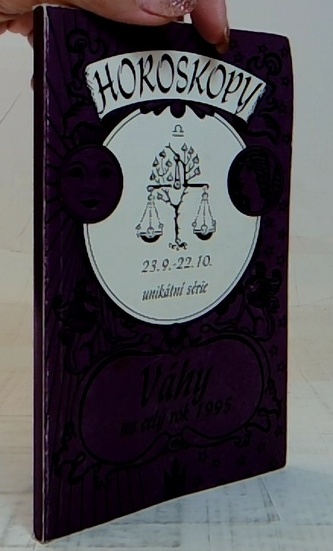 HOROSKOPY
♎
23.9.-22.10.
unikátní série
Váhy
na celý rok 1995